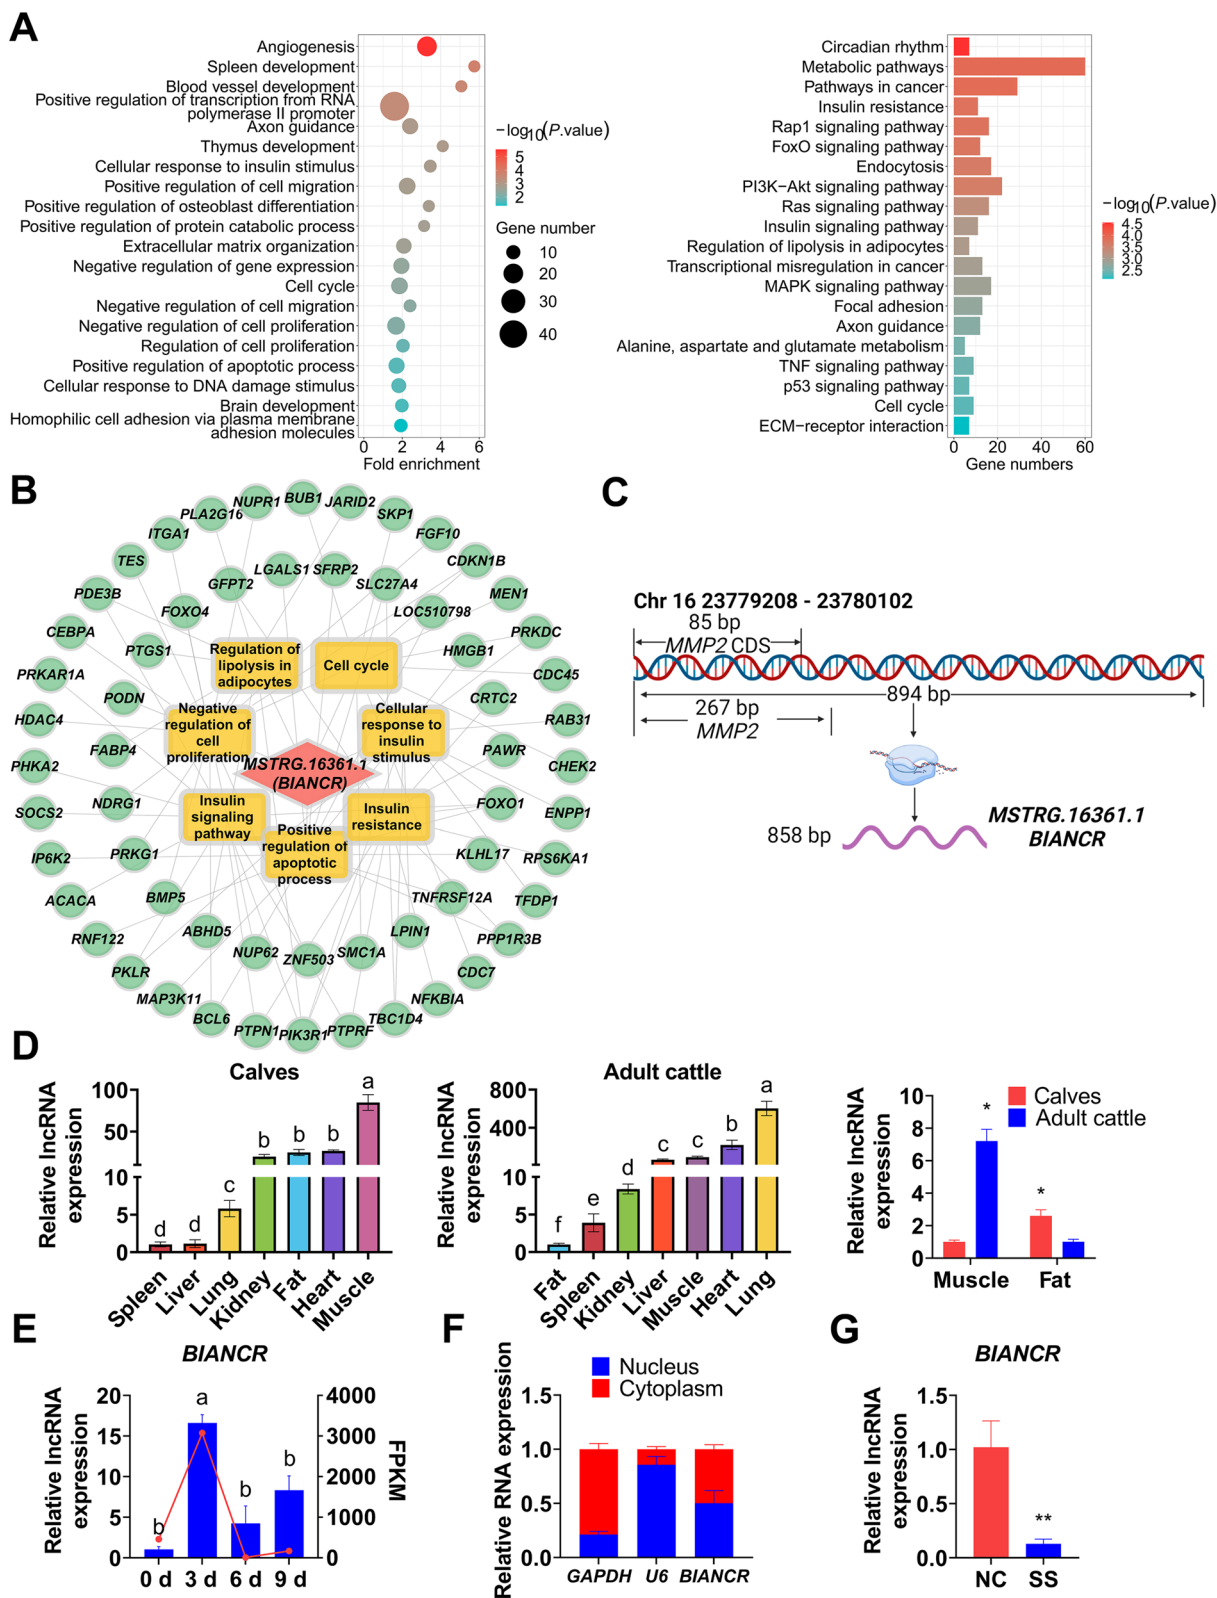 A
Angiogenesis
Spleen development
Blood vessel development
Positive regulation of transcription from RNA
polymerase II promoter
Axon guidance
Thymus development
Cellular response to insulin stimulus
Positive regulation of cell migration
Positive regulation of osteoblast differentiation
Positive regulation of protein catabolic process
Extracellular matrix organization
Negative regulation of gene expression
Cell cycle
Negative regulation of cell migration
Negative regulation of cell proliferation
Regulation of cell proliferation
Positive regulation of apoptotic process
Cellular response to DNA damage stimulus
Brain development
Homophilic cell adhesion via plasma membrane
adhesion molecules
0 2 4 6
Fold enrichment
−log10(P.value)
5
4
3
2
Gene number
10
20
30
40
Circadian rhythm
Metabolic pathways
Pathways in cancer
Insulin resistance
Rap1 signaling pathway
FoxO signaling pathway
Endocytosis
PI3K−Akt signaling pathway
Ras signaling pathway
Insulin signaling pathway
Regulation of lipolysis in adipocytes
Transcriptional misregulation in cancer
MAPK signaling pathway
Focal adhesion
Axon guidance
Alanine, aspartate and glutamate metabolism
TNF signaling pathway
p53 signaling pathway
Cell cycle
ECM−receptor interaction
0 20 40 60
Gene numbers
−log10(P.value)
4.5
4.0
3.5
3.0
2.5
B
NUPR1 BUB1 JARID2
PLA2G16 SKP1
ITGA1 FGF10
TES LGALS1 SFRP2 CDKN1B
GFPT2 SLC27A4
PDE3B FOXO4 LOC510798 MEN1
CEBPA PTGS1 HMGB1 PRKDC
PRKAR1A CDC45
PODN CRTC2
HDAC4 RAB31
FABP4 PAWR
PHKA2 CHEK2
NDRG1 FOXO1
SOCS2 ENPP1
IP6K2 PRKG1 KLHL17 RPS6KA1
ACACA BMP5 TNFRSF12A TFDP1
RNF122 ABHD5 LPIN1 PPP1R3B
NUP62 ZNF503 SMC1A
PKLR CDC7
MAP3K11 NFKBIA
BCL6 PTPN1 PIK3R1 PTPRF TBC1D4
Regulation of
lipolysis in
adipocytes
Cell cycle
Negative
regulation of
cell
proliferation
Cellular
response to
insulin
stimulus
MSTRG.16361.1
(BIANCR)
Insulin
signaling
pathway
Insulin
resistance
Positive
regulation of
apoptotic
process
C
Chr 16 23779208 - 23780102
85 bp
MMP2 CDS
894 bp
267 bp
MMP2
858 bp
MSTRG.16361.1
BIANCR
D
Calves
Relative lncRNA
expression
100
50
10
5
0
d d c b b b a
Spleen Liver Lung Kidney Fat Heart Muscle
Adult cattle
Relative lncRNA
expression
800
400
10
5
0
f e d c c b a
Fat Spleen Kidney Liver Muscle Heart Lung
Relative lncRNA
expression
10
8
6
4
2
0
* *
Calves
Adult cattle
Muscle Fat
E
BIANCR
Relative lncRNA
expression
20
15
10
5
0
b a b b
0 d 3 d 6 d 9 d
4000
3000
2000
1000
0
FPKM
F
Nucleus
Cytoplasm
Relative RNA expression
1.5
1.0
0.5
0.0
GAPDH U6 BIANCR
G
BIANCR
Relative lncRNA
expression
1.5
1.0
0.5
0.0
**
NC SS